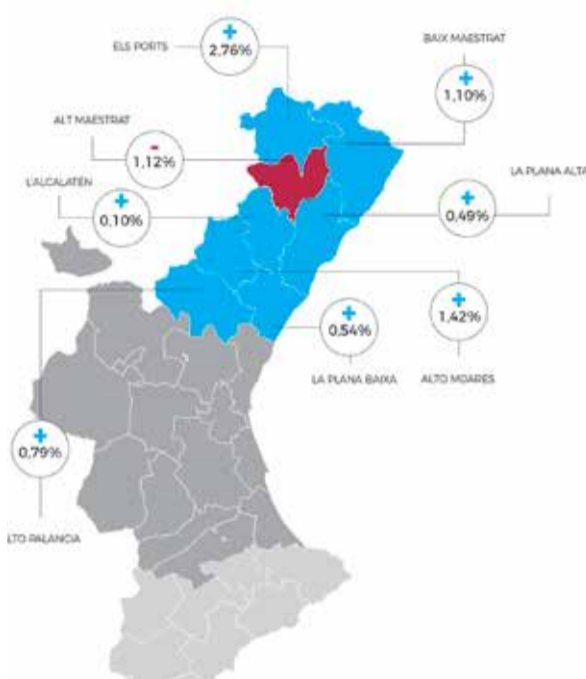 ELS PORTS
+
2,76%
BAIX MAESTRAT
+
1,10%
ALT MAESTRAT
-
1,12%
L'ALCALATÉN
+
0,10%
LA PLANA ALTA
+
0,49%
+
0,54%
LA PLANA BAIXA
+
1,42%
ALTO MIJARES
+
0,79%
LTO PALANCIA